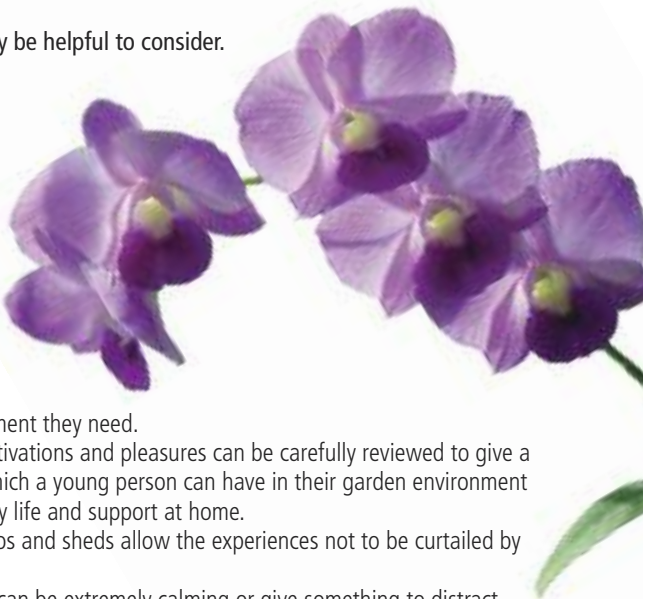 be helpful to consider.
ment they need.
tivations and pleasures can be carefully reviewed to give a
hich a young person can have in their garden environment
y life and support at home.
os and sheds allow the experiences not to be curtailed by
can be extremely calming or give something to distract